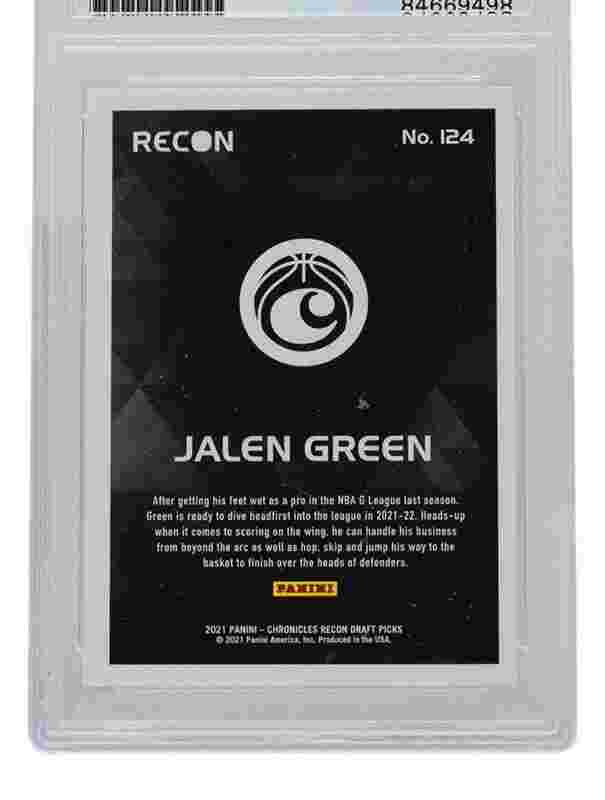 84669498
RECON
No. 124
JALEN GREEN
After getting his feet wet as a pro in the NBA G League last season,
Green is ready to dive headfirst into the league in 2021-22. Heads-up
when it comes to scoring on the wing, he can handle his business
from beyond the arc as well as hop, skip and jump his way to the
basket to finish over the heads of defenders.
PANINI
2021 PANINI – CHRONICLES RECON DRAFT PICKS
© 2021 Panini America, Inc. Produced in the USA.